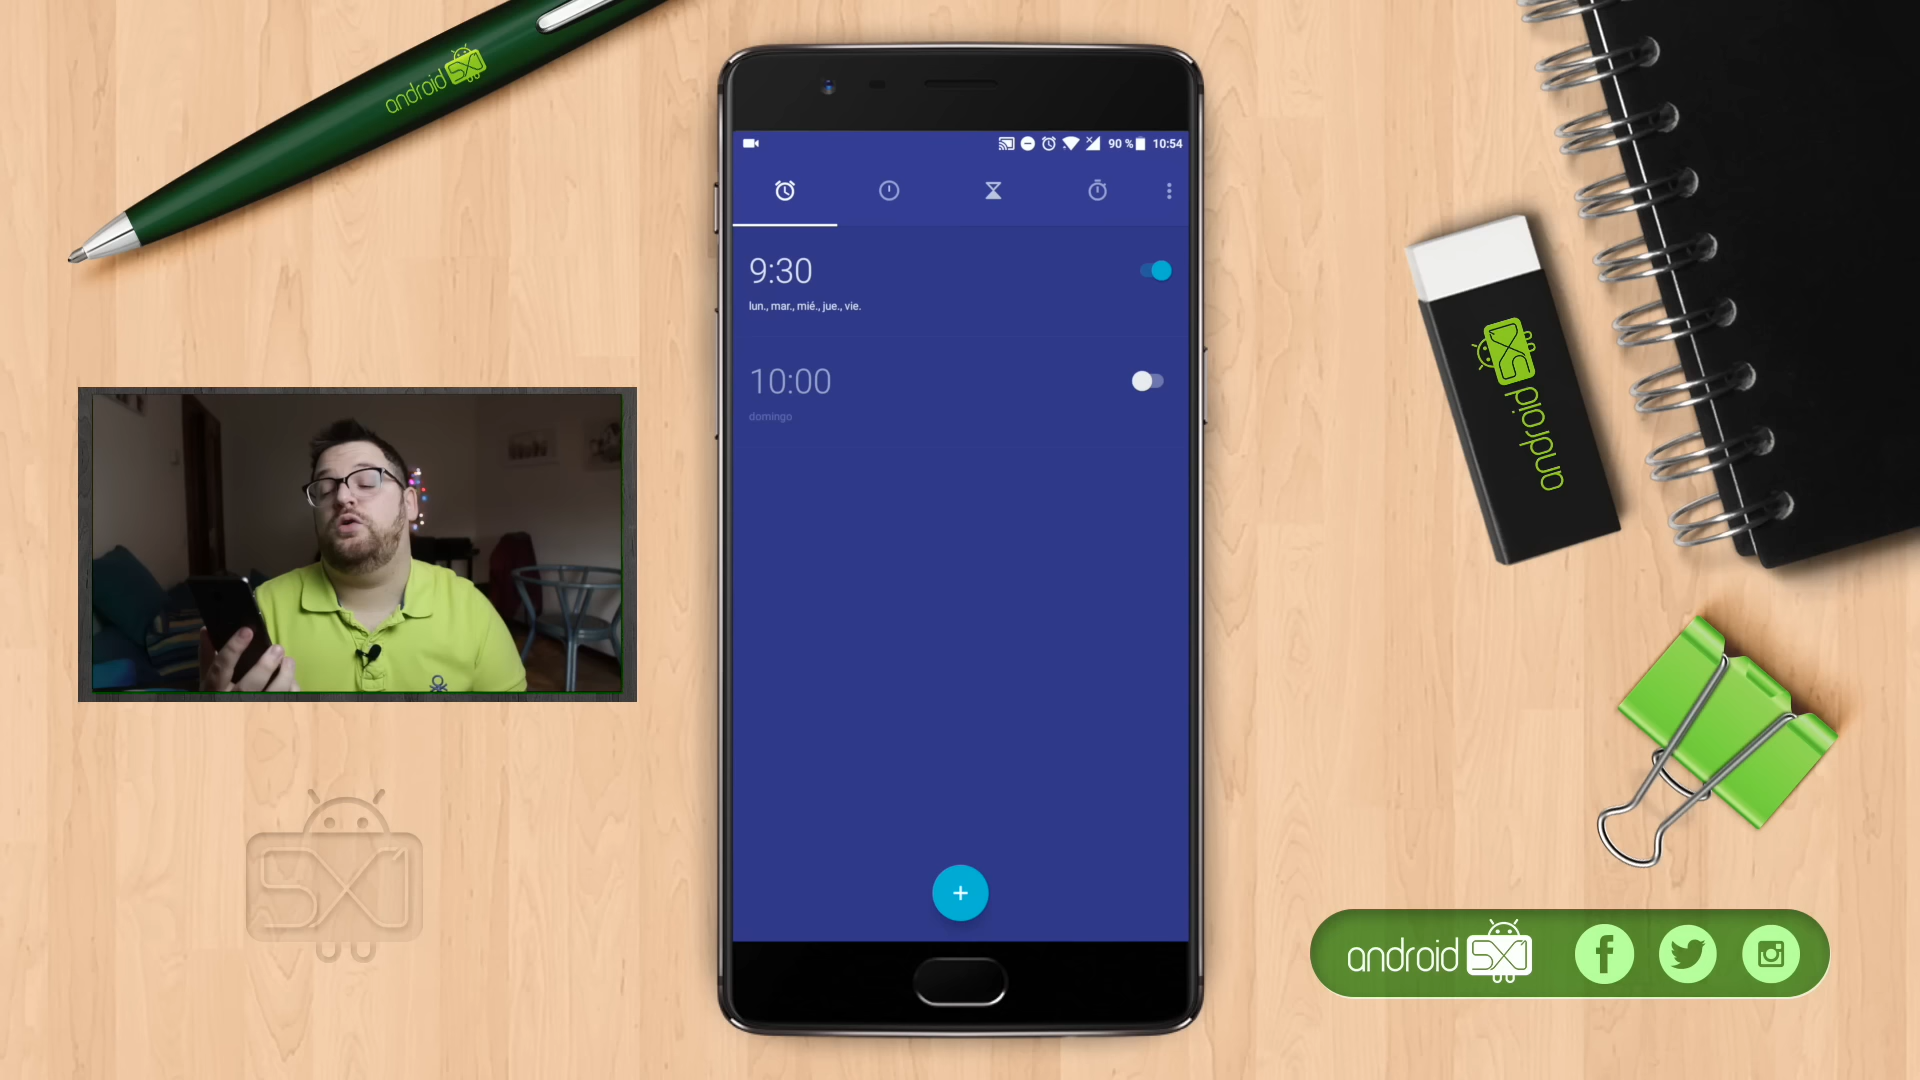 android 5x1
90 % 10:54
9:30
lun., mar., mié., jue., vie.
10:00
domingo
android 5x1
5x1
android 5x1